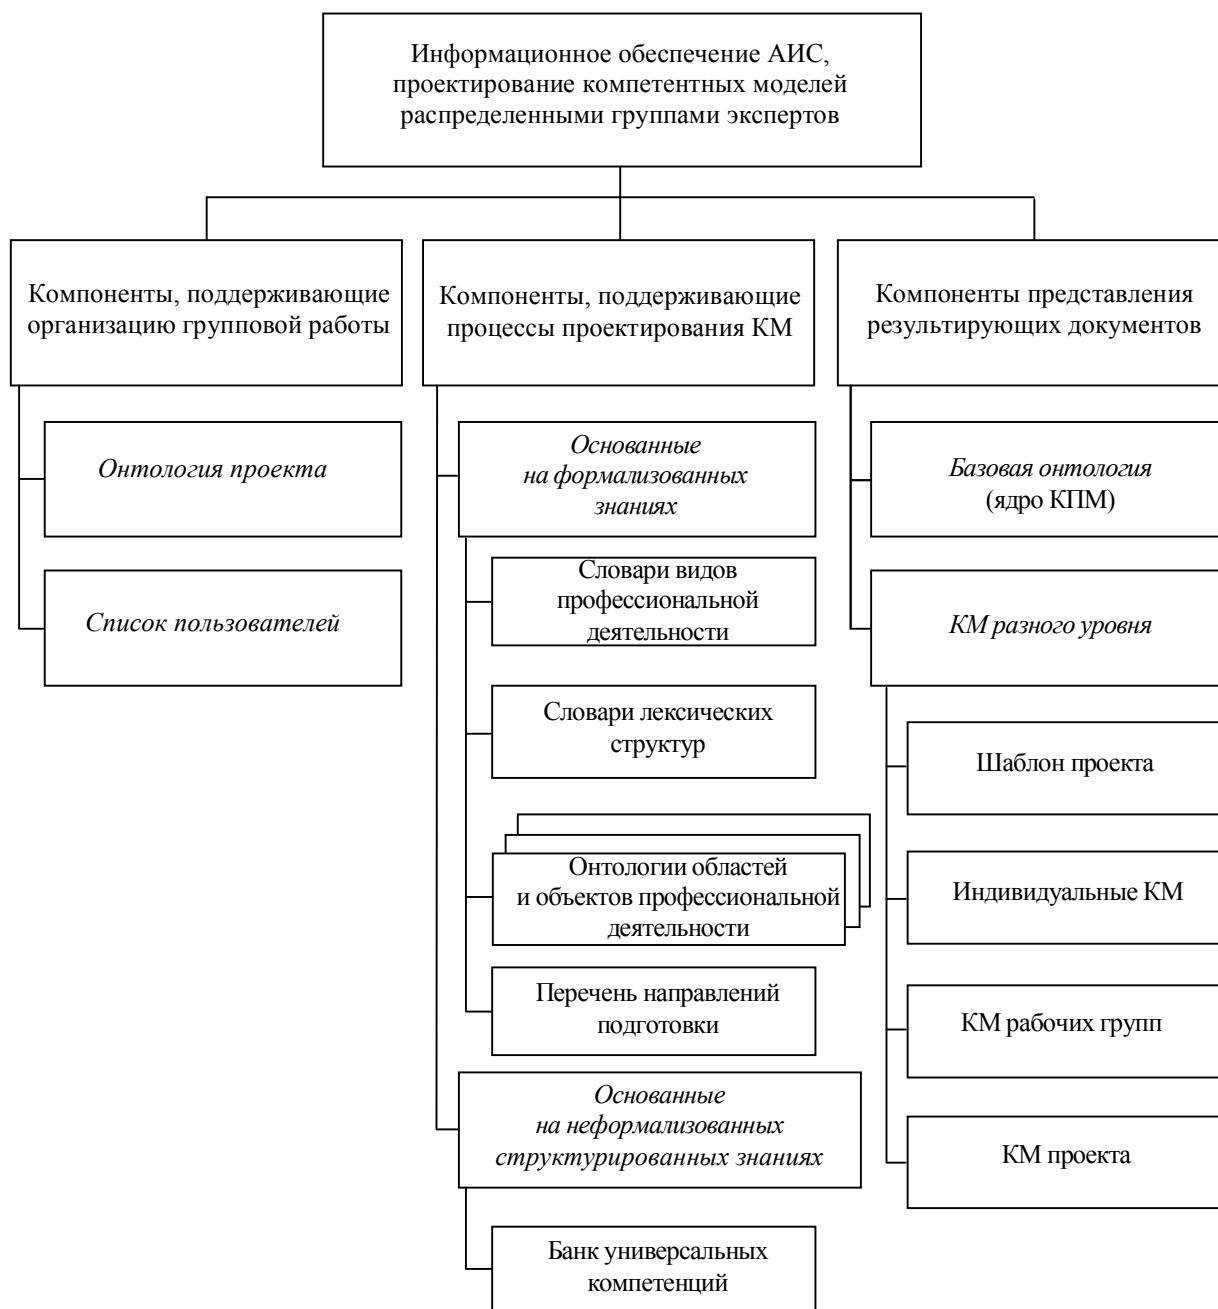 Информационное обеспечение АИС,
проектирование компетентных моделей
распределенными группами экспертов
Компоненты, поддерживающие
организацию групповой работы
Онтология проекта
Список пользователей
Компоненты, поддерживающие
процессы проектирования КМ
Основанные
на формализованных
знаниях
Словари видов
профессиональной
деятельности
Словари лексических
структур
Онтологии областей
и объектов профессиональной
деятельности
Перечень направлений
подготовки
Основанные
на неформализованных
структурированных знаниях
Банк универсальных
компетенций
Компоненты представления
результирующих документов
Базовая онтология
(ядро КПМ)
КМ разного уровня
Шаблон проекта
Индивидуальные КМ
КМ рабочих групп
КМ проекта